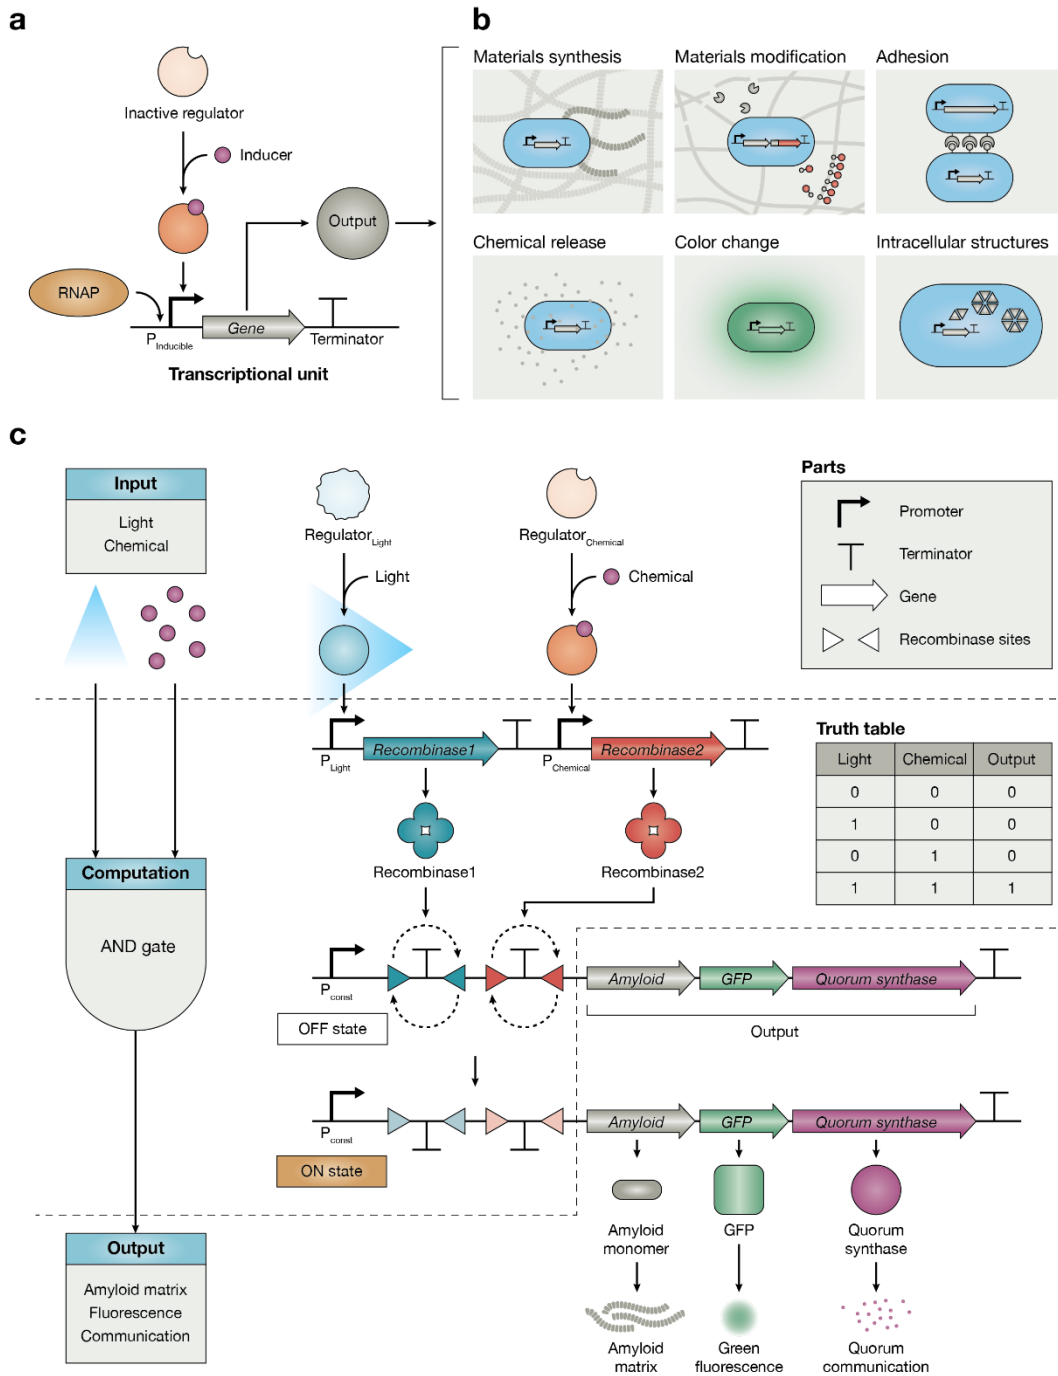 a
Inactive regulator
Inducer
Output
RNAP
P Inducible
Gene
Terminator
Transcriptional unit
b
Materials synthesis
Materials modification
Adhesion
Chemical release
Color change
Intracellular structures
c
Input
Light
Chemical
Regulator Light
Light
Regulator Chemical
Chemical
Parts
Promoter
Terminator
Gene
Recombinase sites
P Light
Recombinase1
P Chemical
Recombinase2
Recombinase1
Recombinase2
Truth table
Light Chemical Output
0 0 0
1 0 0
0 1 0
1 1 1
Computation
AND gate
P const
OFF state
Amyloid
GFP
Quorum synthase
Output
P const
ON state
Amyloid
GFP
Quorum synthase
Amyloid
monomer
GFP
Quorum
synthase
Amyloid
matrix
Green
fluorescence
Quorum
communication
Output
Amyloid matrix
Fluorescence
Communication